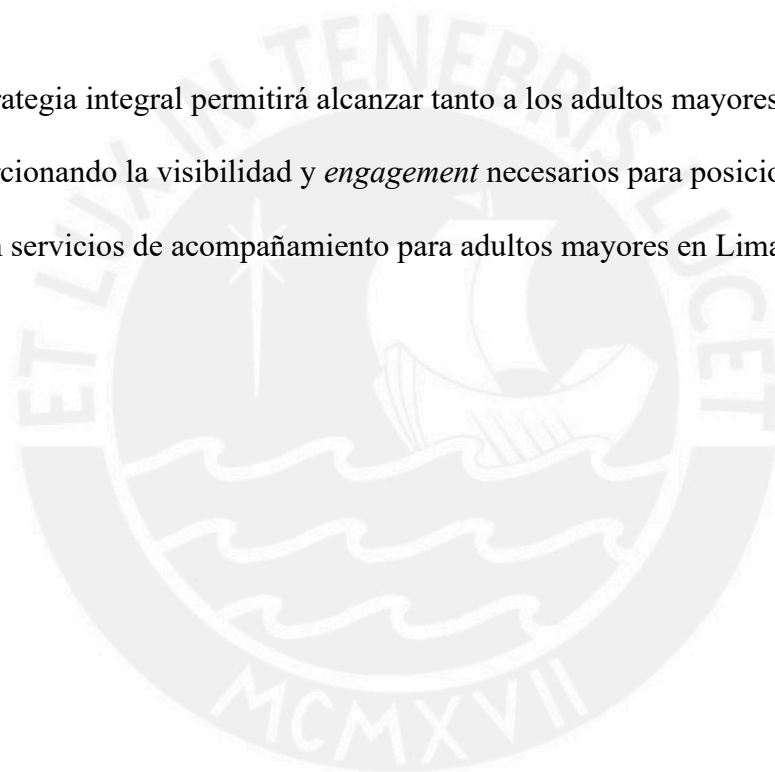 ET LUX IN TENEBRIS LUCET
rategia integral permitirá alcanzar tanto a los adultos mayores
rcionando la visibilidad y engagement necesarios para posicio
n servicios de acompañamiento para adultos mayores en Lima
MCMXVII